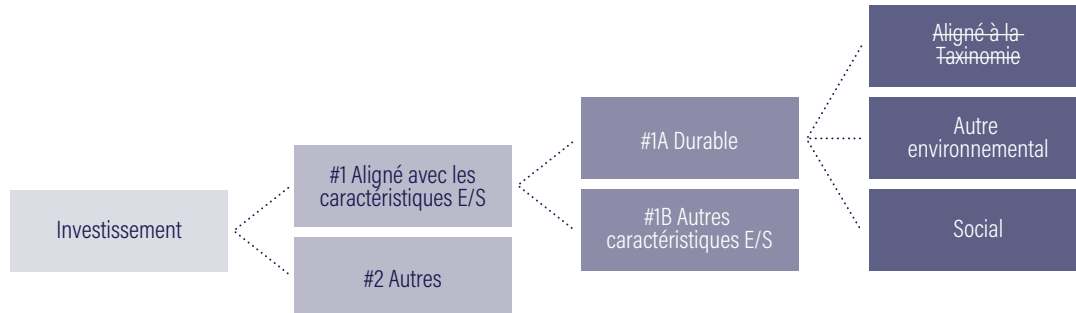 Investissement
#1 Aligné avec les
caractéristiques E/S
#2 Autres
#1A Durable
#1B Autres
caractéristiques E/S
Aligné à la
Taxinomie
Autre
environnemental
Social